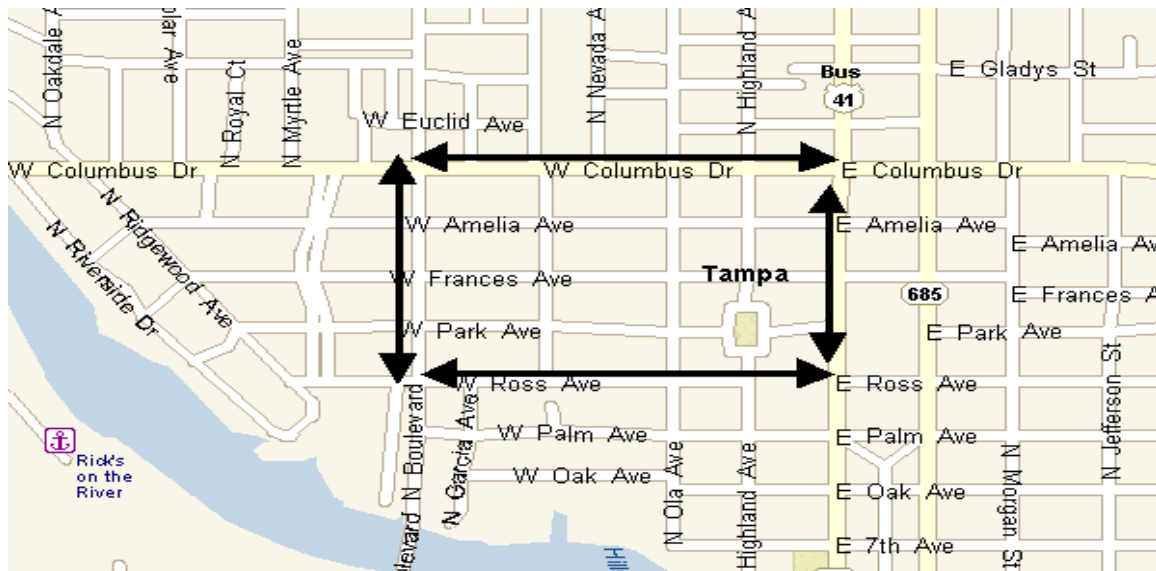 N Oakdale A
plar Ave
N Royal Ct
N Myrtle Ave
W Euclid Ave
N Nevada A
N Highland A
Bus
41
E Gladys St
W Columbus Dr
W Columbus Dr
E Columbus Dr
N Ridgewood Ave
N Riverside Dr
W Amelia Ave
E Amelia Ave
E Amelia Av
W Frances Ave
Tampa
685
E Frances A
W Park Ave
E Park Ave
W Ross Ave
E Ross Ave
N Jefferson St
N Boulevard
N Garcia Ave
W Palm Ave
E Palm Ave
Rick's
on the
River
W Oak Ave
E Oak Ave
N Ola Ave
Highland Ave
N Morgan St
E 7th Ave
levard
Hill